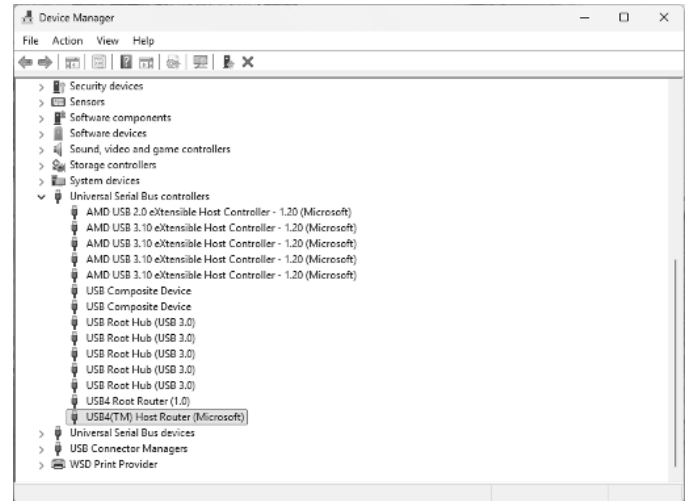 Device Manager
File Action View Help
Security devices
Sensors
Software components
Software devices
Sound, video and game controllers
Storage controllers
System devices
Universal Serial Bus controllers
AMD USB 2.0 eXtensible Host Controller - 1.20 (Microsoft)
AMD USB 3.10 eXtensible Host Controller - 1.20 (Microsoft)
AMD USB 3.10 eXtensible Host Controller - 1.20 (Microsoft)
AMD USB 3.10 eXtensible Host Controller - 1.20 (Microsoft)
AMD USB 3.10 eXtensible Host Controller - 1.20 (Microsoft)
USB Composite Device
USB Composite Device
USB Root Hub (USB 3.0)
USB Root Hub (USB 3.0)
USB Root Hub (USB 3.0)
USB Root Hub (USB 3.0)
USB Root Hub (USB 3.0)
USB4 Root Router (1.0)
USB4(TM) Host Router (Microsoft)
Universal Serial Bus devices
USB Connector Managers
WSD Print Provider